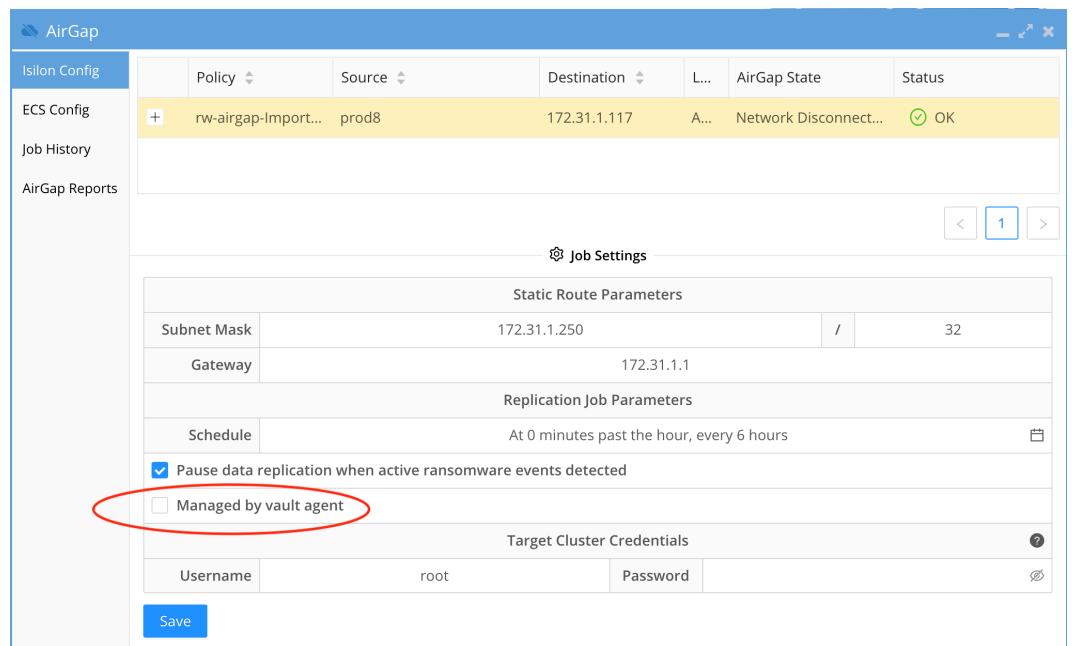 AirGap
Isilon Config
ECS Config
Job History
AirGap Reports
Policy Source Destination L... AirGap State Status
+ rw-airgap-Import... prod8 172.31.1.117 A... Network Disconnect... OK
< 1 >
Job Settings
Static Route Parameters
Subnet Mask 172.31.1.250 / 32
Gateway 172.31.1.1
Replication Job Parameters
Schedule At 0 minutes past the hour, every 6 hours
Pause data replication when active ransomware events detected
Managed by vault agent
Target Cluster Credentials ?
Username root Password
Save